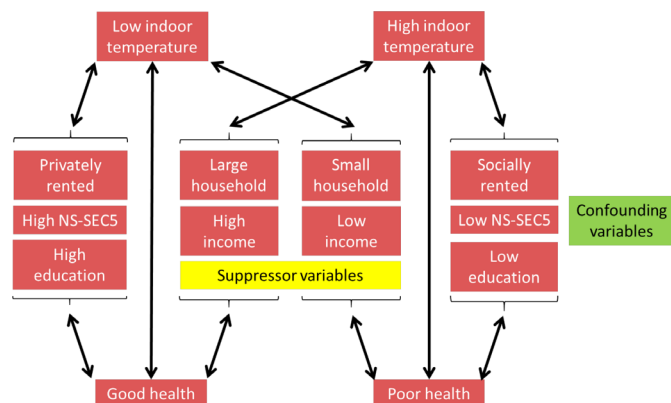 Low indoor
temperature
High indoor
temperature
Privately
rented
High NS-SEC5
High
education
Large
household
High
income
Small
household
Low
income
Suppressor variables
Socially
rented
Low NS-SEC5
Low
education
Confounding
variables
Good health
Poor health